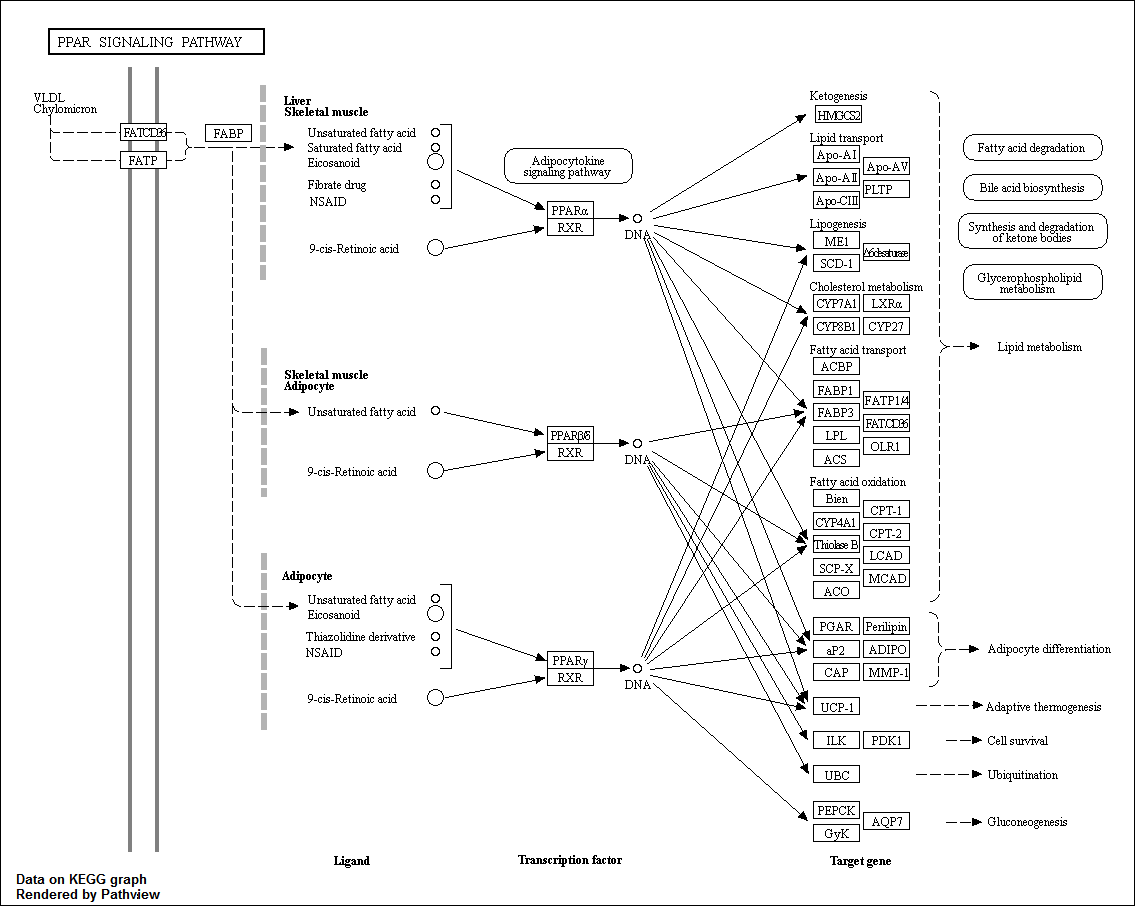 PPAR SIGNALING PATHWAY
VLDL
Chylomicron
FATCD36
FATP
FABP
Liver
Skeletal muscle
Unsaturated fatty acid
Saturated fatty acid
Eicosanoid
Fibrate drug
NSAID
9-cis-Retinoic acid
Adipocytokine
signaling pathway
PPARα
RXR
DNA
Skeletal muscle
Adipocyte
Unsaturated fatty acid
9-cis-Retinoic acid
PPARβδ
RXR
DNA
Adipocyte
Unsaturated fatty acid
Eicosanoid
Thiazolidine derivative
NSAID
9-cis-Retinoic acid
PPARγ
RXR
DNA
Ketogenesis
HMGCS2
Lipid transport
Apo-AI
Apo-AV
Apo-AII
PLTP
Apo-CIII
Lipogenesis
ME1
SCD-1
Cholesterol metabolism
CYP7A1
LXRα
CYP8B1
CYP27
Fatty acid transport
ACBP
FABP1
FATP1/4
FABP3
FATCD36
LPL
OLR1
ACS
Fatty acid oxidation
Bien
CPT-1
CYP4A1
CPT-2
Thiolase B
LCAD
SCP-X
MCAD
ACO
PGAR
Perilipin
aP2
ADIPO
CAP
MMP-1
UCP-1
ILK
PDK1
UBC
PEPCK
AQP7
GyK
Fatty acid degradation
Bile acid biosynthesis
Synthesis and degradation
of ketone bodies
Glycerophospholipid
metabolism
Lipid metabolism
Adipocyte differentiation
Adaptive thermogenesis
Cell survival
Ubiquitination
Gluconeogenesis
Ligand
Transcription factor
Target gene
Data on KEGG graph
Rendered by Pathview